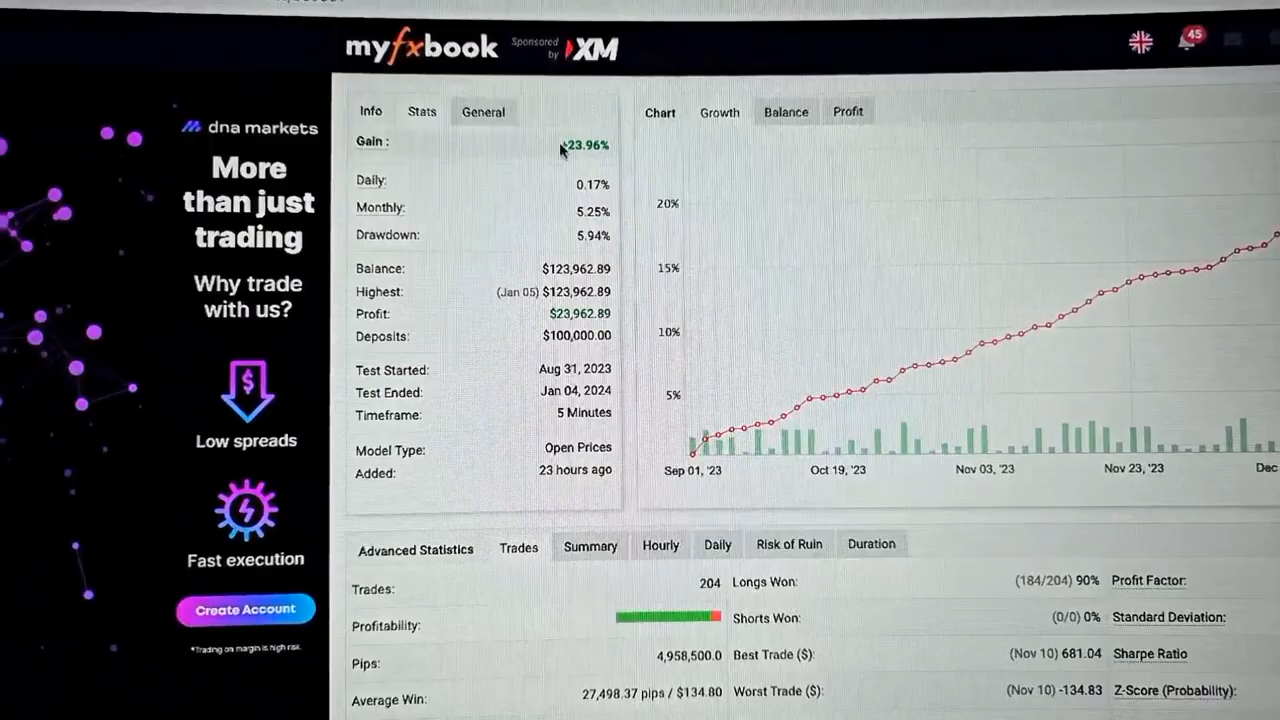 myfxbook Sponsored by XM
45
dna markets
More
than just
trading
Why trade
with us?
Low spreads
Fast execution
Create Account
*Trading on margin is high risk.
Info Stats General
Gain : +23.96%
Daily: 0.17%
Monthly: 5.25%
Drawdown: 5.94%
Balance: $123,962.89
Highest: (Jan 05) $123,962.89
Profit: $23,962.89
Deposits: $100,000.00
Test Started: Aug 31, 2023
Test Ended: Jan 04, 2024
Timeframe: 5 Minutes
Model Type: Open Prices
Added: 23 hours ago
Chart Growth Balance Profit
20%
15%
10%
5%
Sep 01, '23 Oct 19, '23 Nov 03, '23 Nov 23, '23 Dec
Advanced Statistics Trades Summary Hourly Daily Risk of Ruin Duration
Trades: 204 Longs Won: (184/204) 90% Profit Factor:
Profitability: Shorts Won: (0/0) 0% Standard Deviation:
Pips: 4,958,500.0 Best Trade ($): (Nov 10) 681.04 Sharpe Ratio
Average Win: 27,498.37 pips / $134.80 Worst Trade ($): (Nov 10) -134.83 Z-Score (Probability):